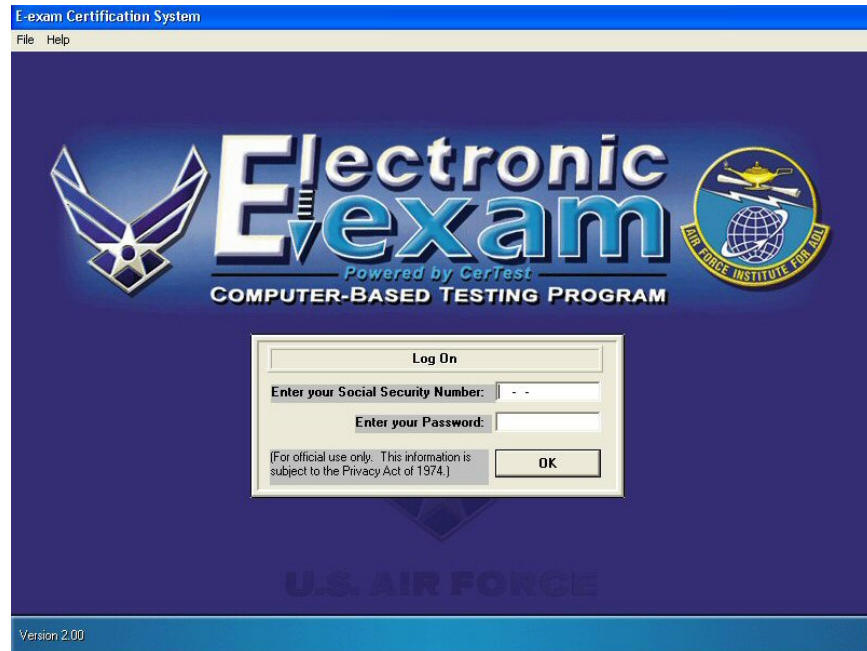 E-exam Certification System
File Help
Electronic
E-exam
Powered by CerTest
COMPUTER-BASED TESTING PROGRAM
AIR FORCE INSTITUTE FOR ADL
Log On
Enter your Social Security Number: - -
Enter your Password:
(For official use only. This information is
subject to the Privacy Act of 1974.)
OK
U.S. AIR FORCE
Version 2.00